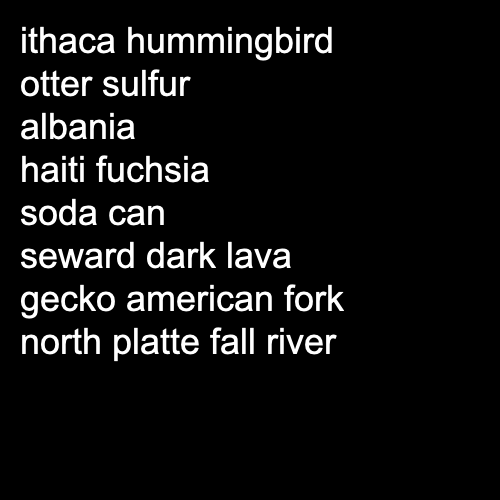 ithaca hummingbird
otter sulfur
albania
haiti fuchsia
soda can
seward dark lava
gecko american fork
north platte fall river